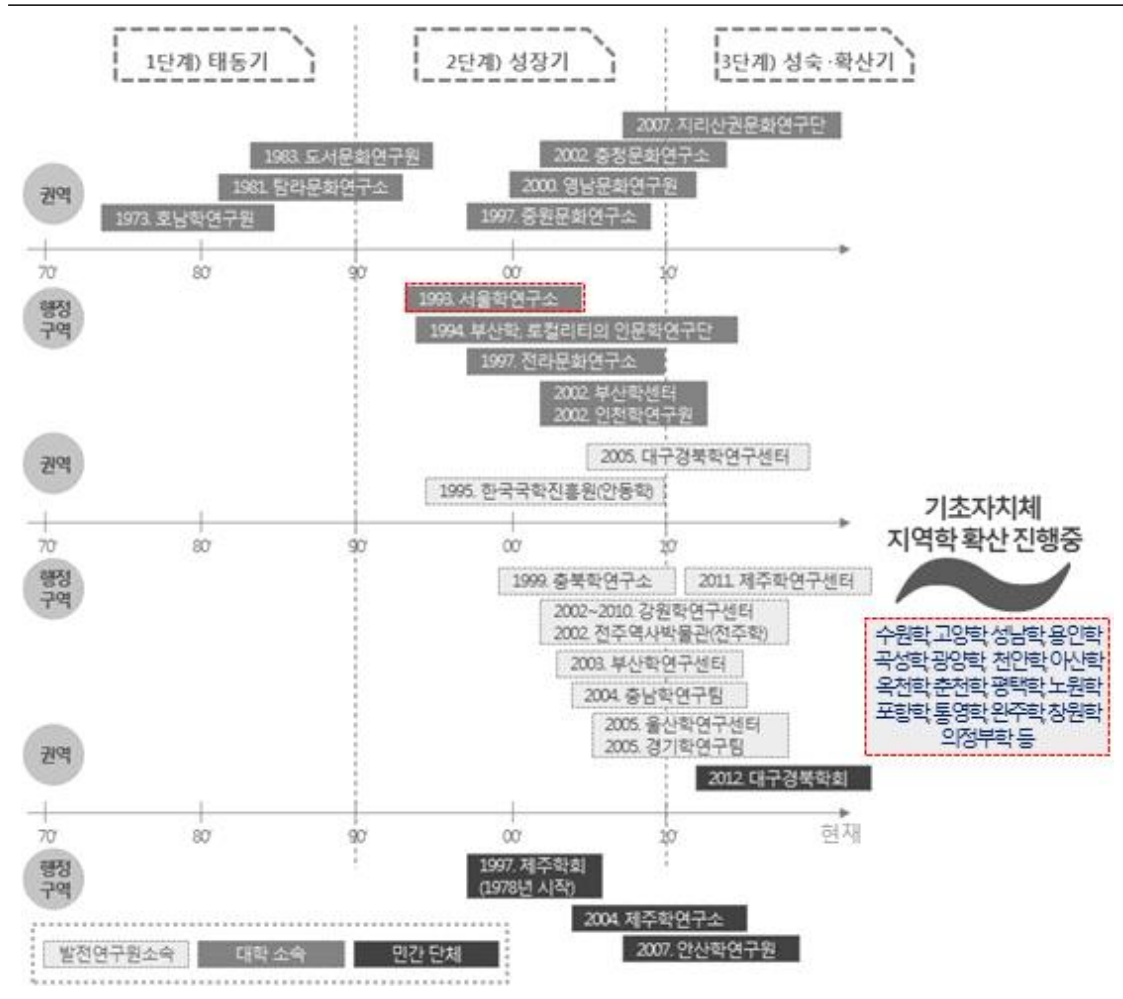 1단계) 태동기
2단계) 성장기
3단계) 성숙·확산기
2007. 지리산권문화연구단
1983. 도서문화연구원
2002. 충청문화연구소
권역
1981. 탐라문화연구소
2000. 영남문화연구원
1973. 호남학연구원
1997. 중원문화연구소
70'
80'
90'
00'
10'
행정
구역
1993. 서울학연구소
1994. 부산학, 로컬리티의 인문학연구단
1997. 전라문화연구소
2002. 부산학센터
2002. 인천학연구원
권역
2005. 대구경북학연구센터
1995. 한국국학진흥원(안동학)
70'
80'
90'
00'
10'
기초자치체
지역학 확산 진행중
행정
구역
1999. 충북학연구소
2011. 제주학연구센터
2002~2010. 강원학연구센터
2002. 전주역사박물관(전주학)
2003. 부산학연구센터
2004. 충남학연구팀
2005. 울산학연구센터
2005. 경기학연구팀
수원학, 고양학, 성남학, 용인학
곡성학, 광양학, 천안학, 아산학
옥천학, 춘천학, 평택학, 노원학
포항학, 통영학, 완주학, 창원학
의정부학 등
권역
2012. 대구경북학회
70'
80'
90'
00'
10'
현재
행정
구역
1997. 제주학회
(1978년 시작)
2004. 제주학연구소
2007. 안산학연구원
발전연구원소속
대학 소속
민간 단체